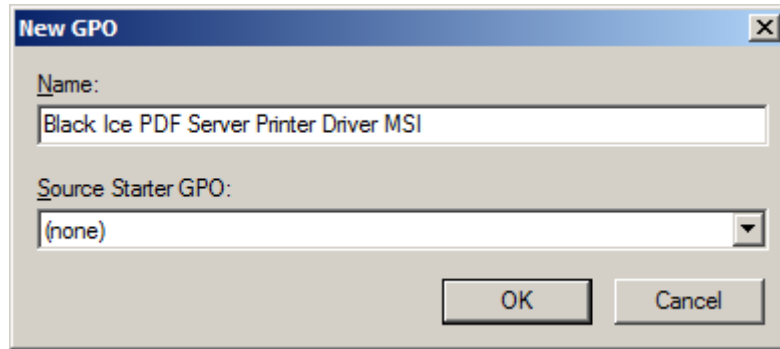 New GPO
Name:
Black Ice PDF Server Printer Driver MSI
Source Starter GPO:
(none)
OK Cancel